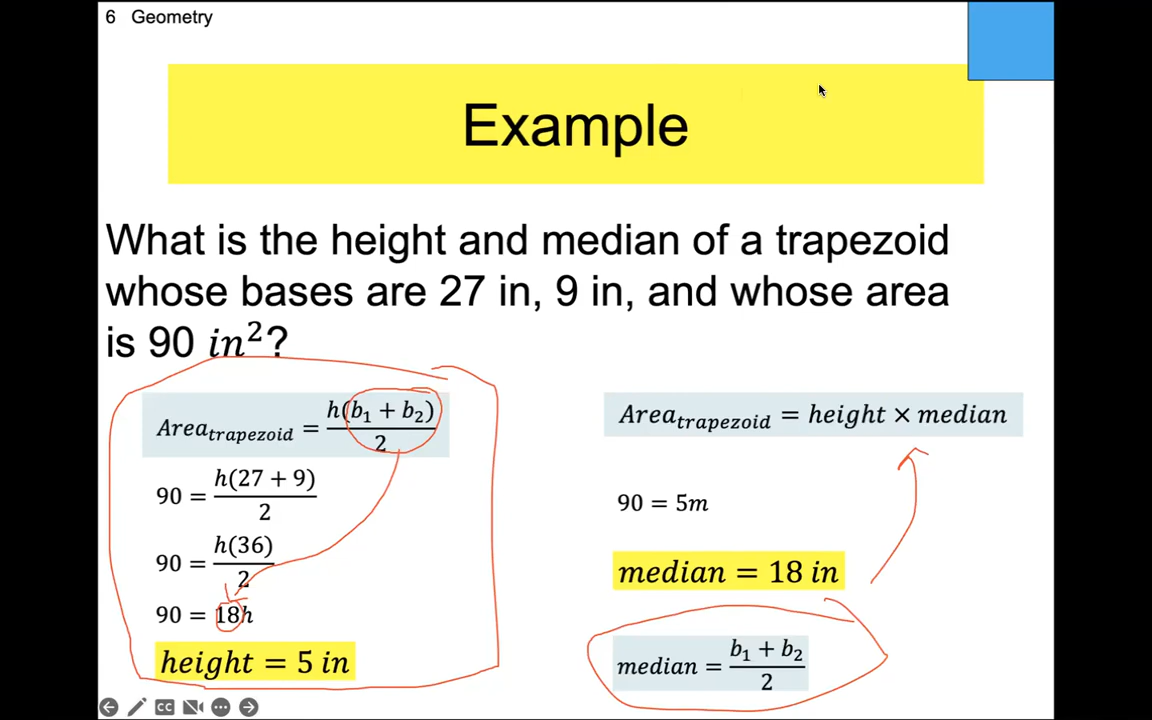 6 Geometry
Example
What is the height and median of a trapezoid
whose bases are 27 in, 9 in, and whose area
is 90 in²?
Area_trapezoid = h(b₁ + b₂)/2
90 = h(27 + 9)/2
90 = h(36)/2
90 = 18h
height = 5 in
Area_trapezoid = height × median
90 = 5m
median = 18 in
median = b₁ + b₂/2
CC